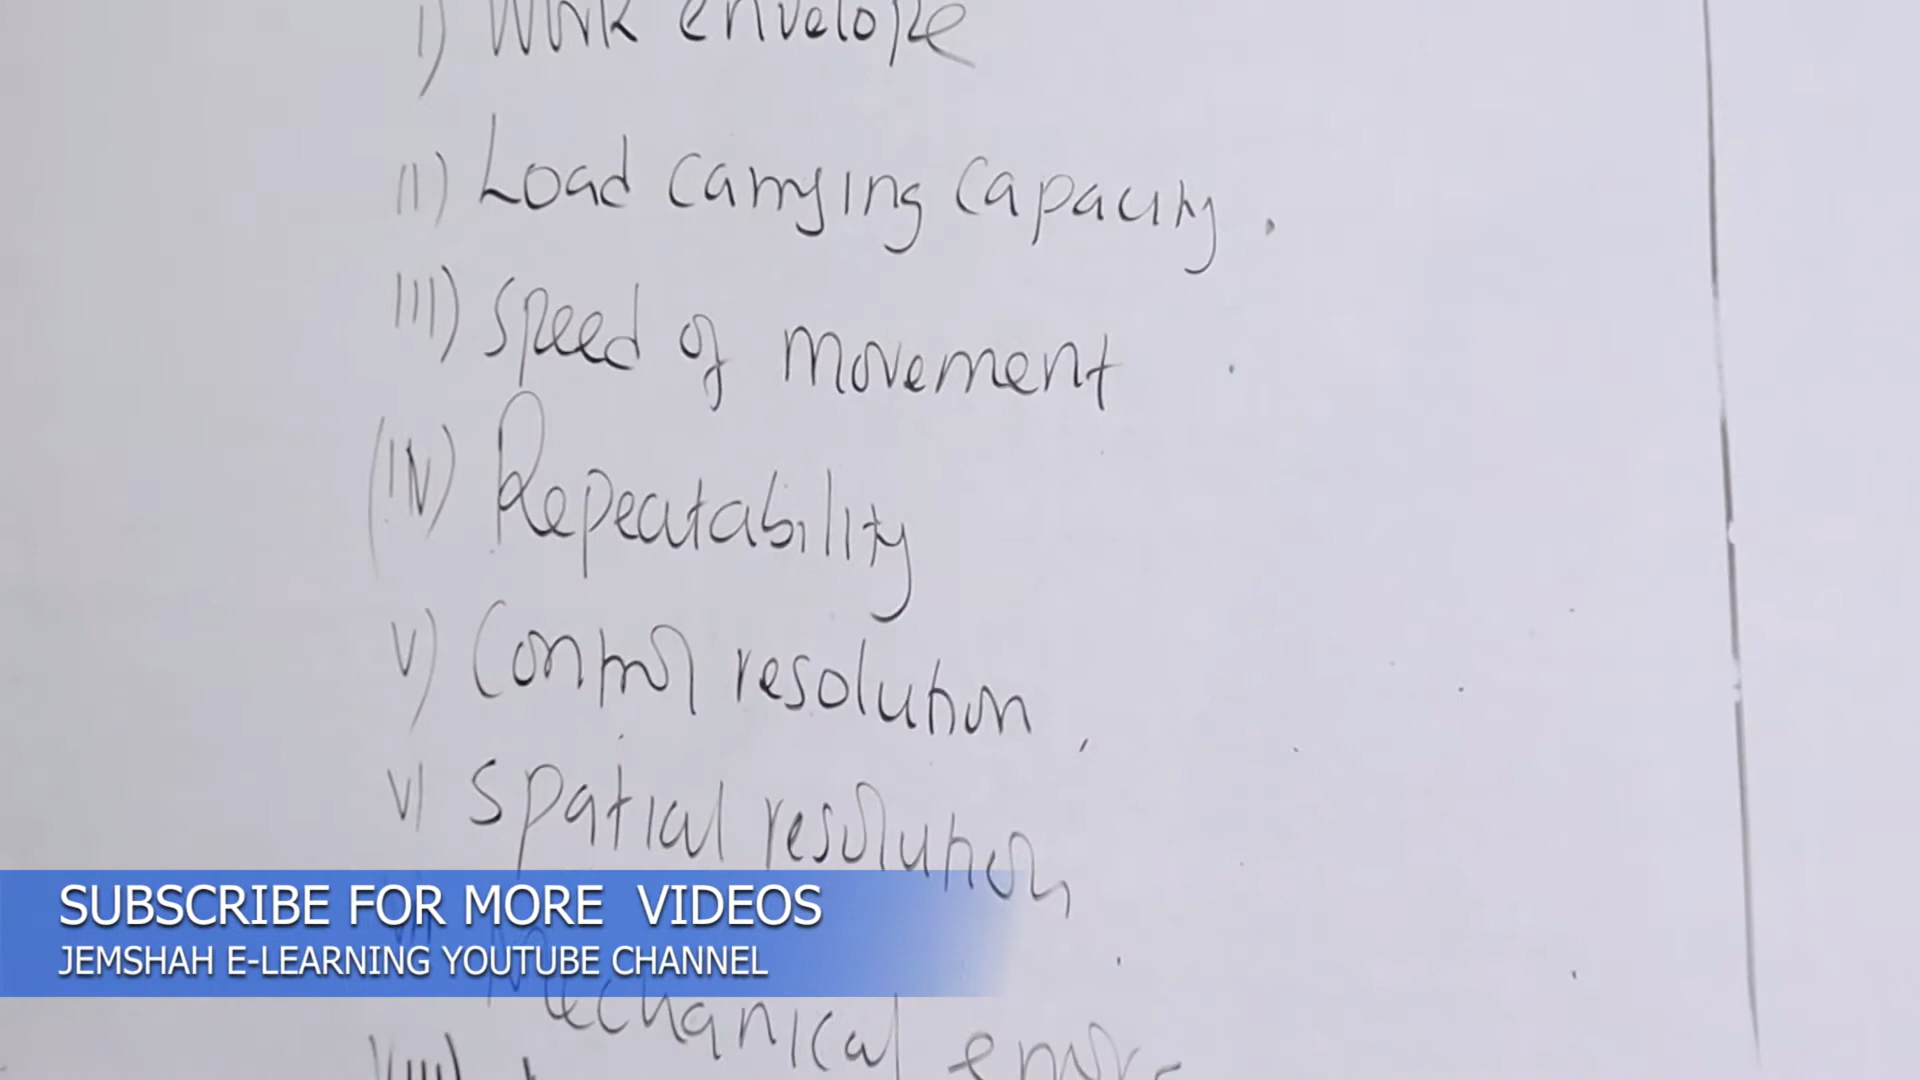 i) Work envelope
ii) Load carrying capacity.
iii) Speed of movement
(iv) Repeatability
v) Control resolution,
vi Spatial resolution
SUBSCRIBE FOR MORE VIDEOS
JEMSHAH E-LEARNING YOUTUBE CHANNEL
Mechanical
viii)